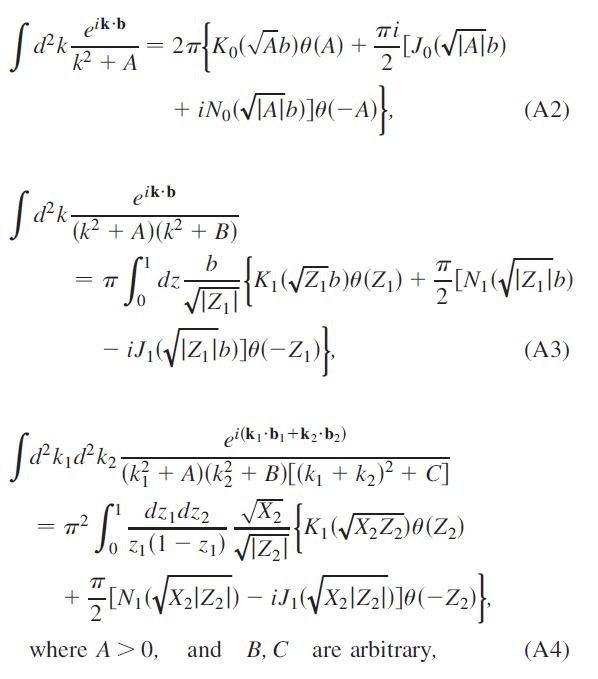 ∫ d²k e^{ik·b}/(k² + A) = 2π{K₀(√A b)θ(A) + πi/2 [J₀(√|A| b)
+ iN₀(√|A| b)]θ(−A)}, (A2)
∫ d²k e^{ik·b}/((k² + A)(k² + B))
= π ∫₀¹ dz b/√|Z₁| {K₁(√Z₁ b)θ(Z₁) + π/2 [N₁(√|Z₁| b)
− iJ₁(√|Z₁| b)]θ(−Z₁)}, (A3)
∫ d²k₁d²k₂ e^{i(k₁·b₁+k₂·b₂)}/((k₁² + A)(k₂² + B)[(k₁ + k₂)² + C])
= π² ∫₀¹ dz₁dz₂/(z₁(1 − z₁)) √X₂/√|Z₂| {K₁(√X₂Z₂)θ(Z₂)
+ π/2 [N₁(√X₂|Z₂|) − iJ₁(√X₂|Z₂|)]θ(−Z₂)},
where A > 0, and B, C are arbitrary, (A4)